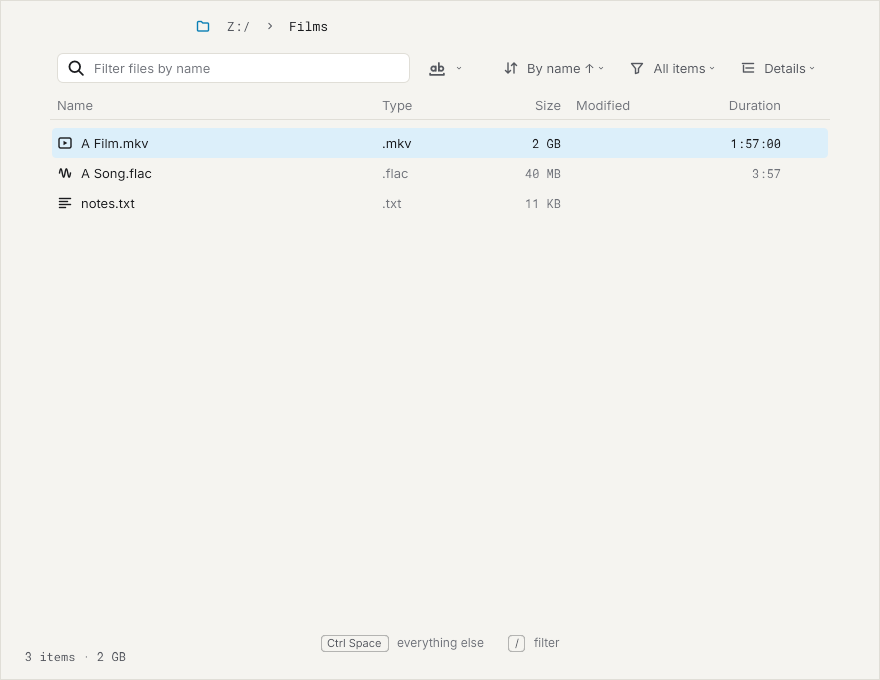 Z:/ › Films
Filter files by name ab By name ↑ All items Details
Name Type Size Modified Duration
A Film.mkv .mkv 2 GB 1:57:00
A Song.flac .flac 40 MB 3:57
notes.txt .txt 11 KB
Ctrl Space everything else / filter
3 items · 2 GB